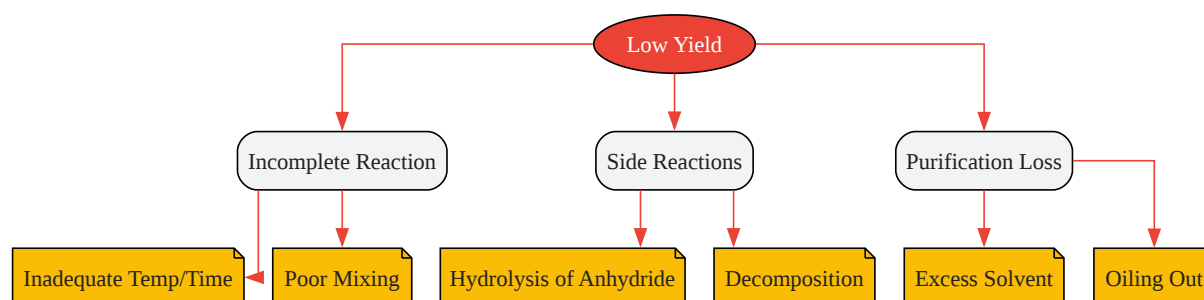 Low Yield
Incomplete Reaction
Side Reactions
Purification Loss
Inadequate Temp/Time
Poor Mixing
Hydrolysis of Anhydride
Decomposition
Excess Solvent
Oiling Out